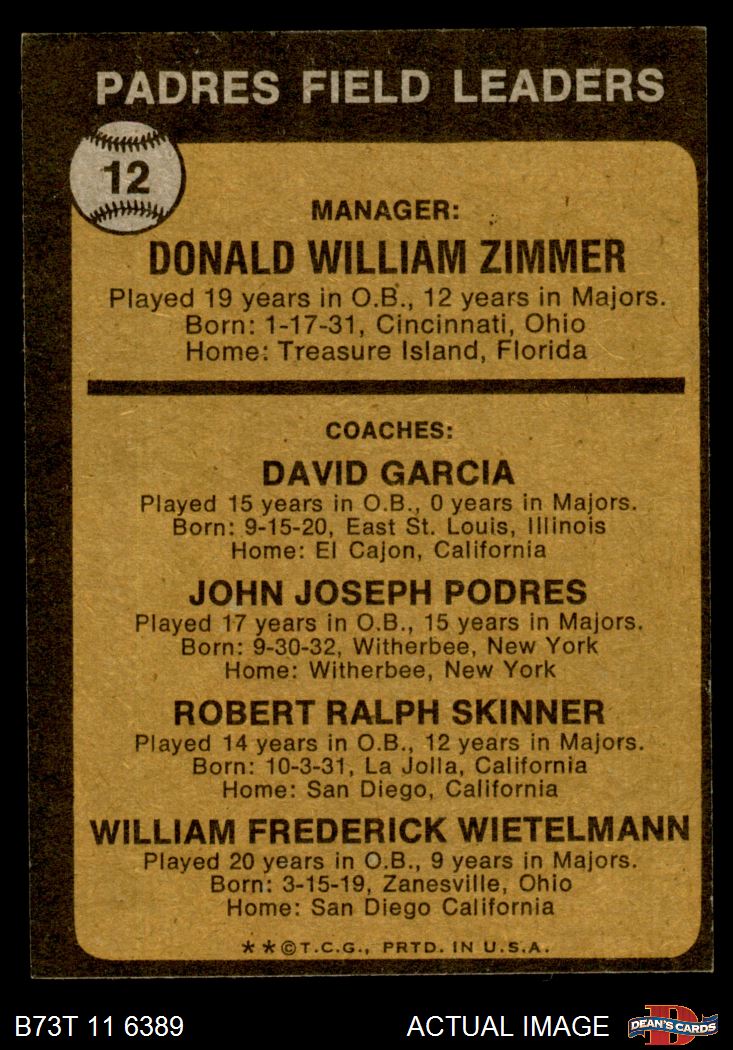 PADRES FIELD LEADERS
12
MANAGER:
DONALD WILLIAM ZIMMER
Played 19 years in O.B., 12 years in Majors.
Born: 1-17-31, Cincinnati, Ohio
Home: Treasure Island, Florida
COACHES:
DAVID GARCIA
Played 15 years in O.B., 0 years in Majors.
Born: 9-15-20, East St. Louis, Illinois
Home: El Cajon, California
JOHN JOSEPH PODRES
Played 17 years in O.B., 15 years in Majors.
Born: 9-30-32, Witherbee, New York
Home: Witherbee, New York
ROBERT RALPH SKINNER
Played 14 years in O.B., 12 years in Majors.
Born: 10-3-31, La Jolla, California
Home: San Diego, California
WILLIAM FREDERICK WIETELMANN
Played 20 years in O.B., 9 years in Majors.
Born: 3-15-19, Zanesville, Ohio
Home: San Diego California
**©T.C.G., PRTD. IN U.S.A.
B73T 11 6389 ACTUAL IMAGE
D
DEAN'S CARDS